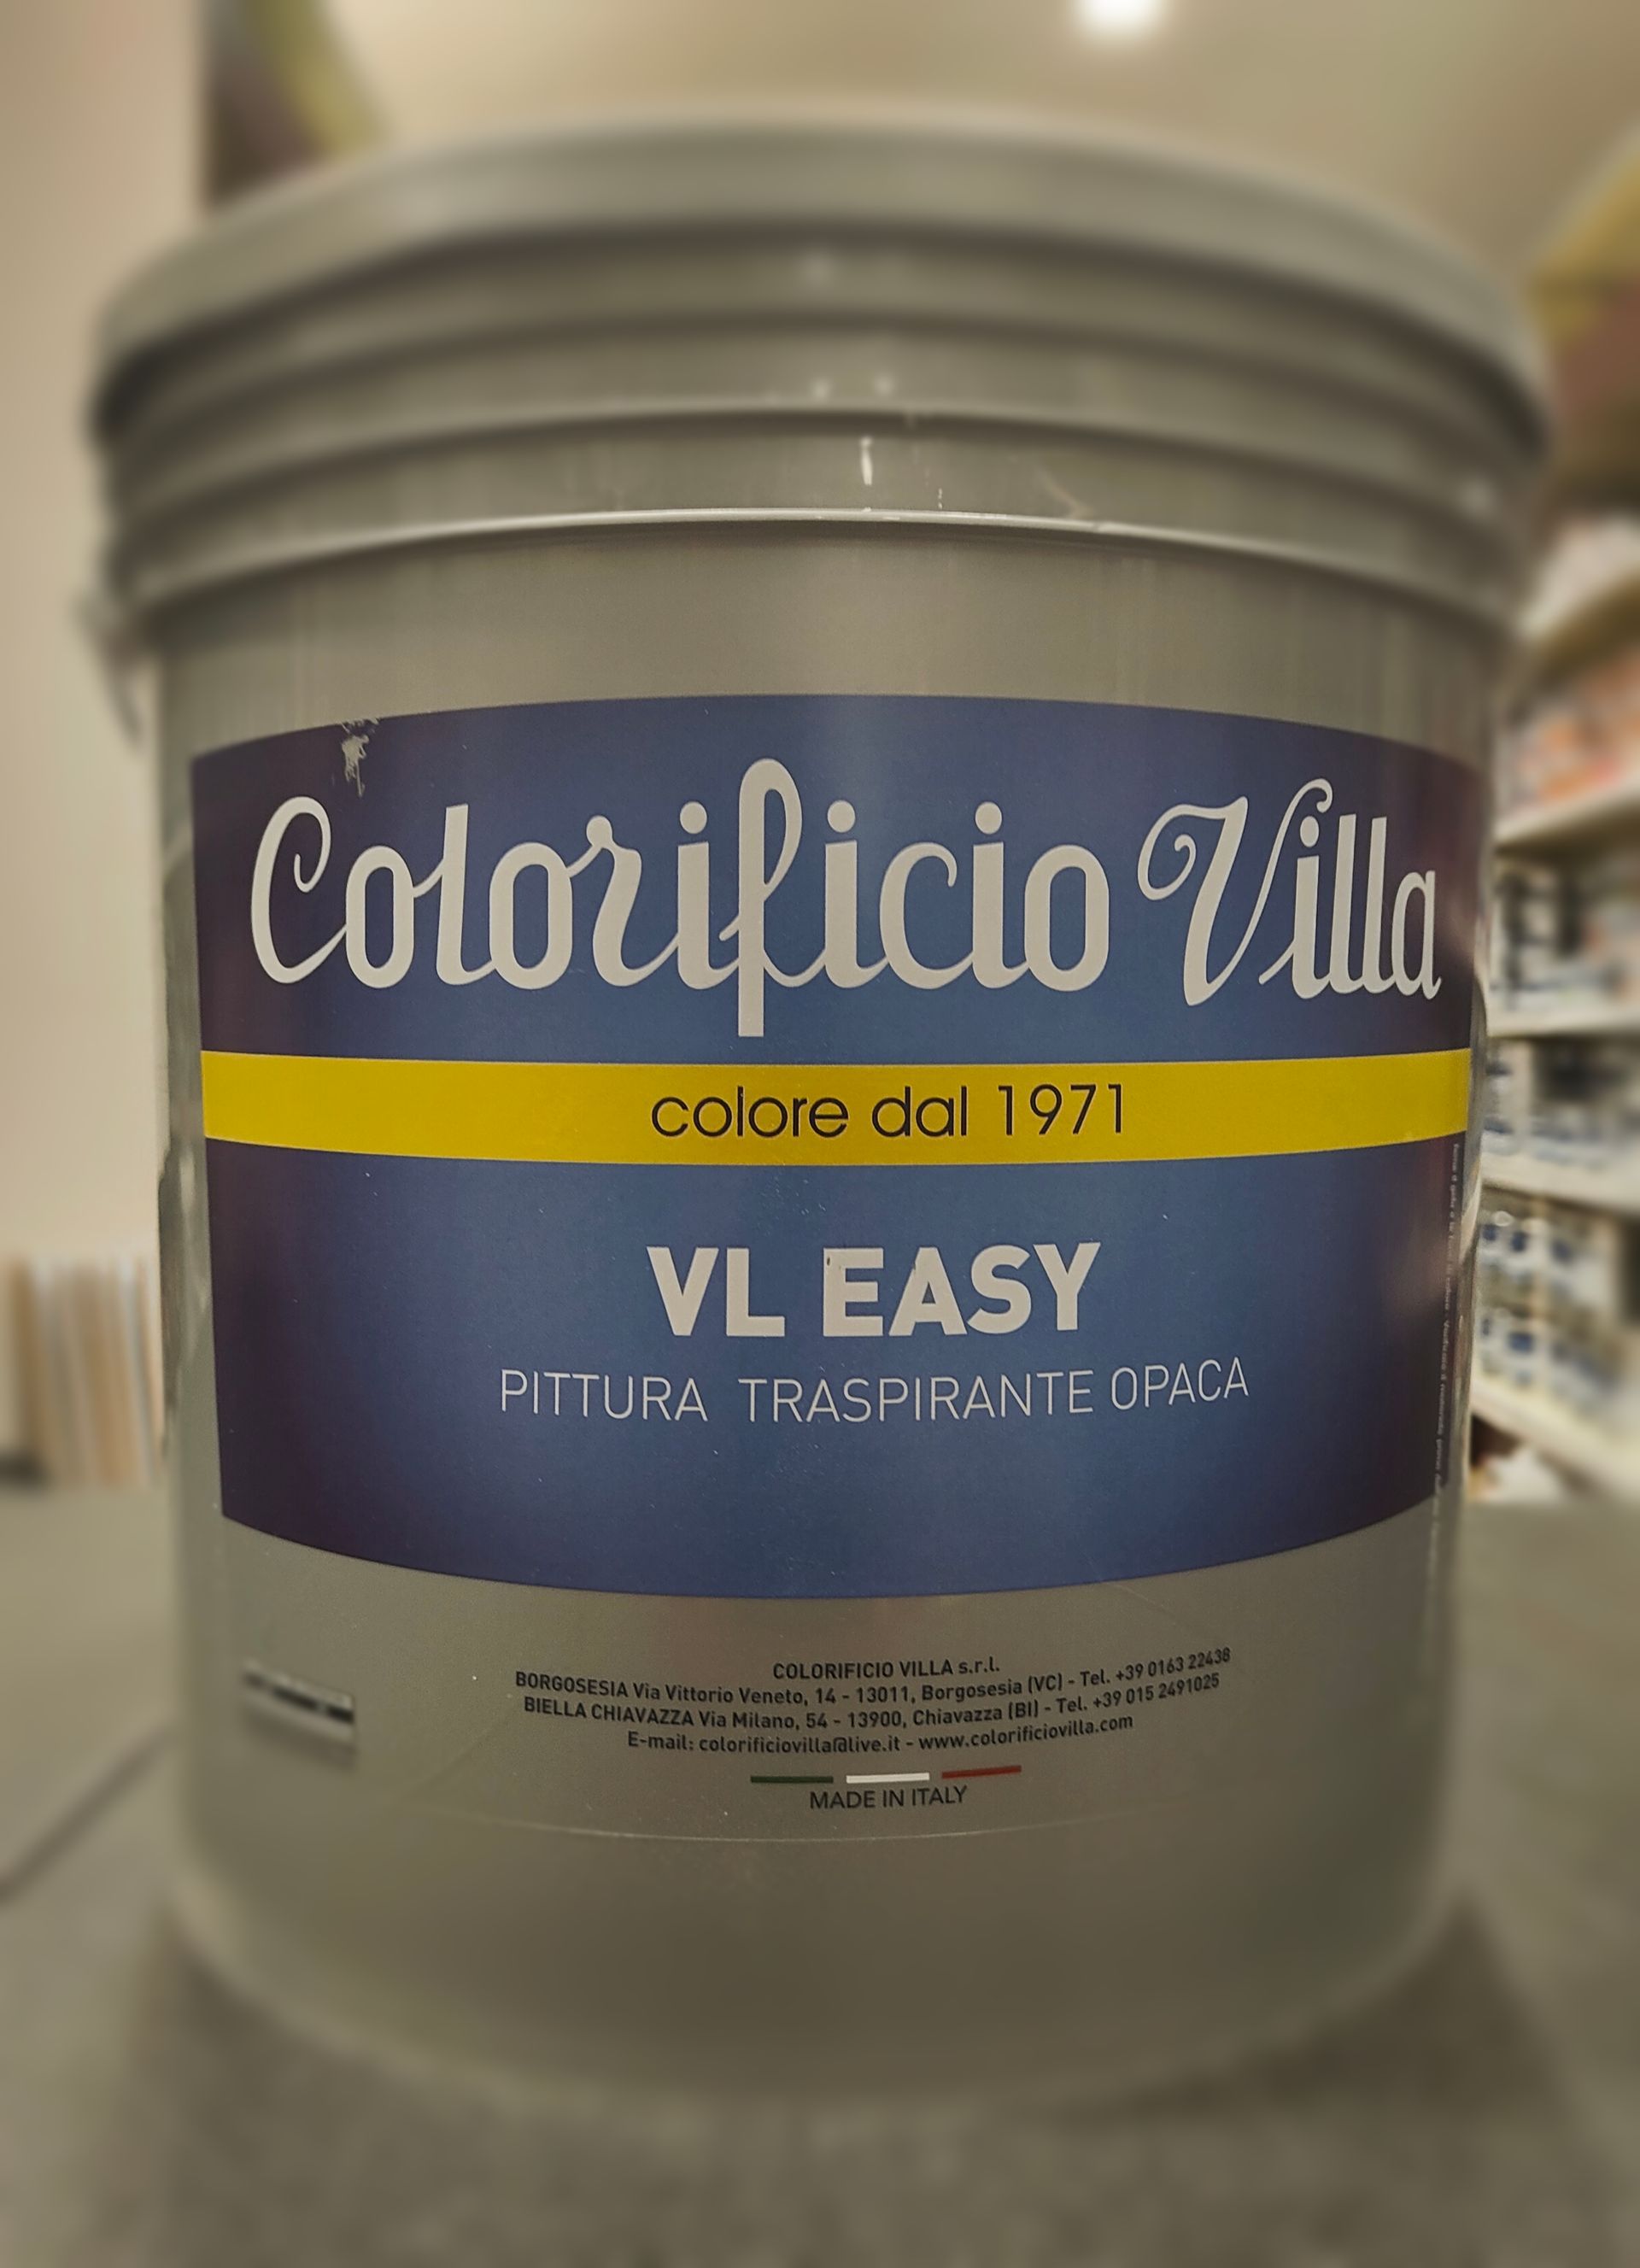 Colorificio Villa
colore dal 1971
VL EASY
PITTURA TRASPIRANTE OPACA
COLORIFICIO VILLA s.r.l.
BORGOSESIA Via Vittorio Veneto, 14 - 13011, Borgosesia (VC) - Tel. +39 0163 22438
BIELLA CHIAVAZZA Via Milano, 54 - 13900, Chiavazza (BI) - Tel. +39 015 2491025
E-mail: colorificiovilla@live.it - www.colorificiovilla.com
MADE IN ITALY